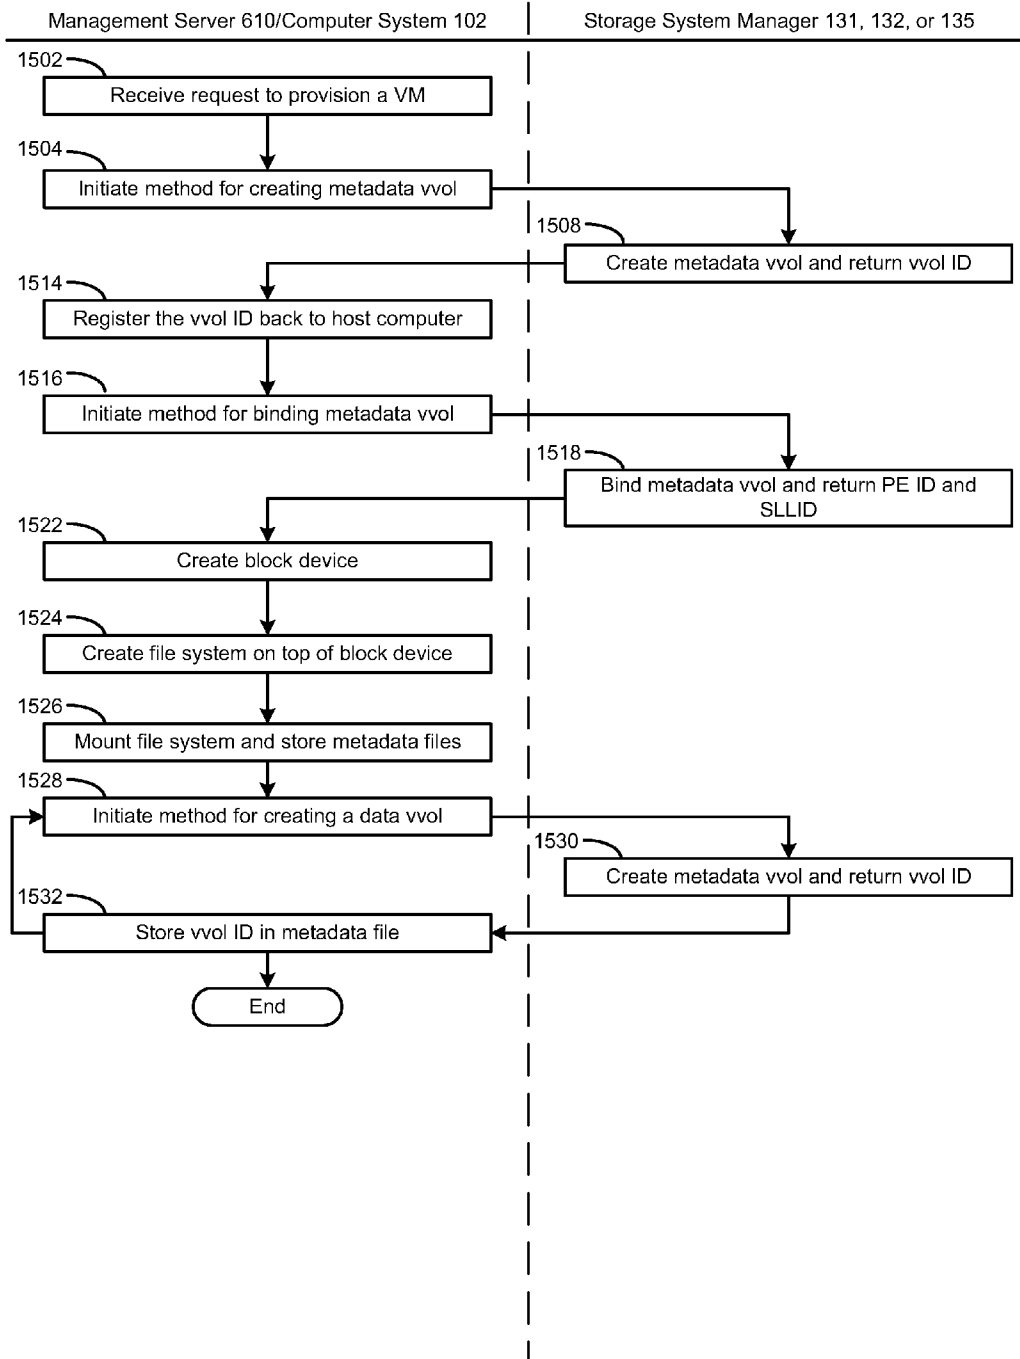 Management Server 610/Computer System 102
Storage System Manager 131, 132, or 135
1502
Receive request to provision a VM
1504
Initiate method for creating metadata vvol
1508
Create metadata vvol and return vvol ID
1514
Register the vvol ID back to host computer
1516
Initiate method for binding metadata vvol
1518
Bind metadata vvol and return PE ID and
SLLID
1522
Create block device
1524
Create file system on top of block device
1526
Mount file system and store metadata files
1528
Initiate method for creating a data vvol
1530
Create metadata vvol and return vvol ID
1532
Store vvol ID in metadata file
End